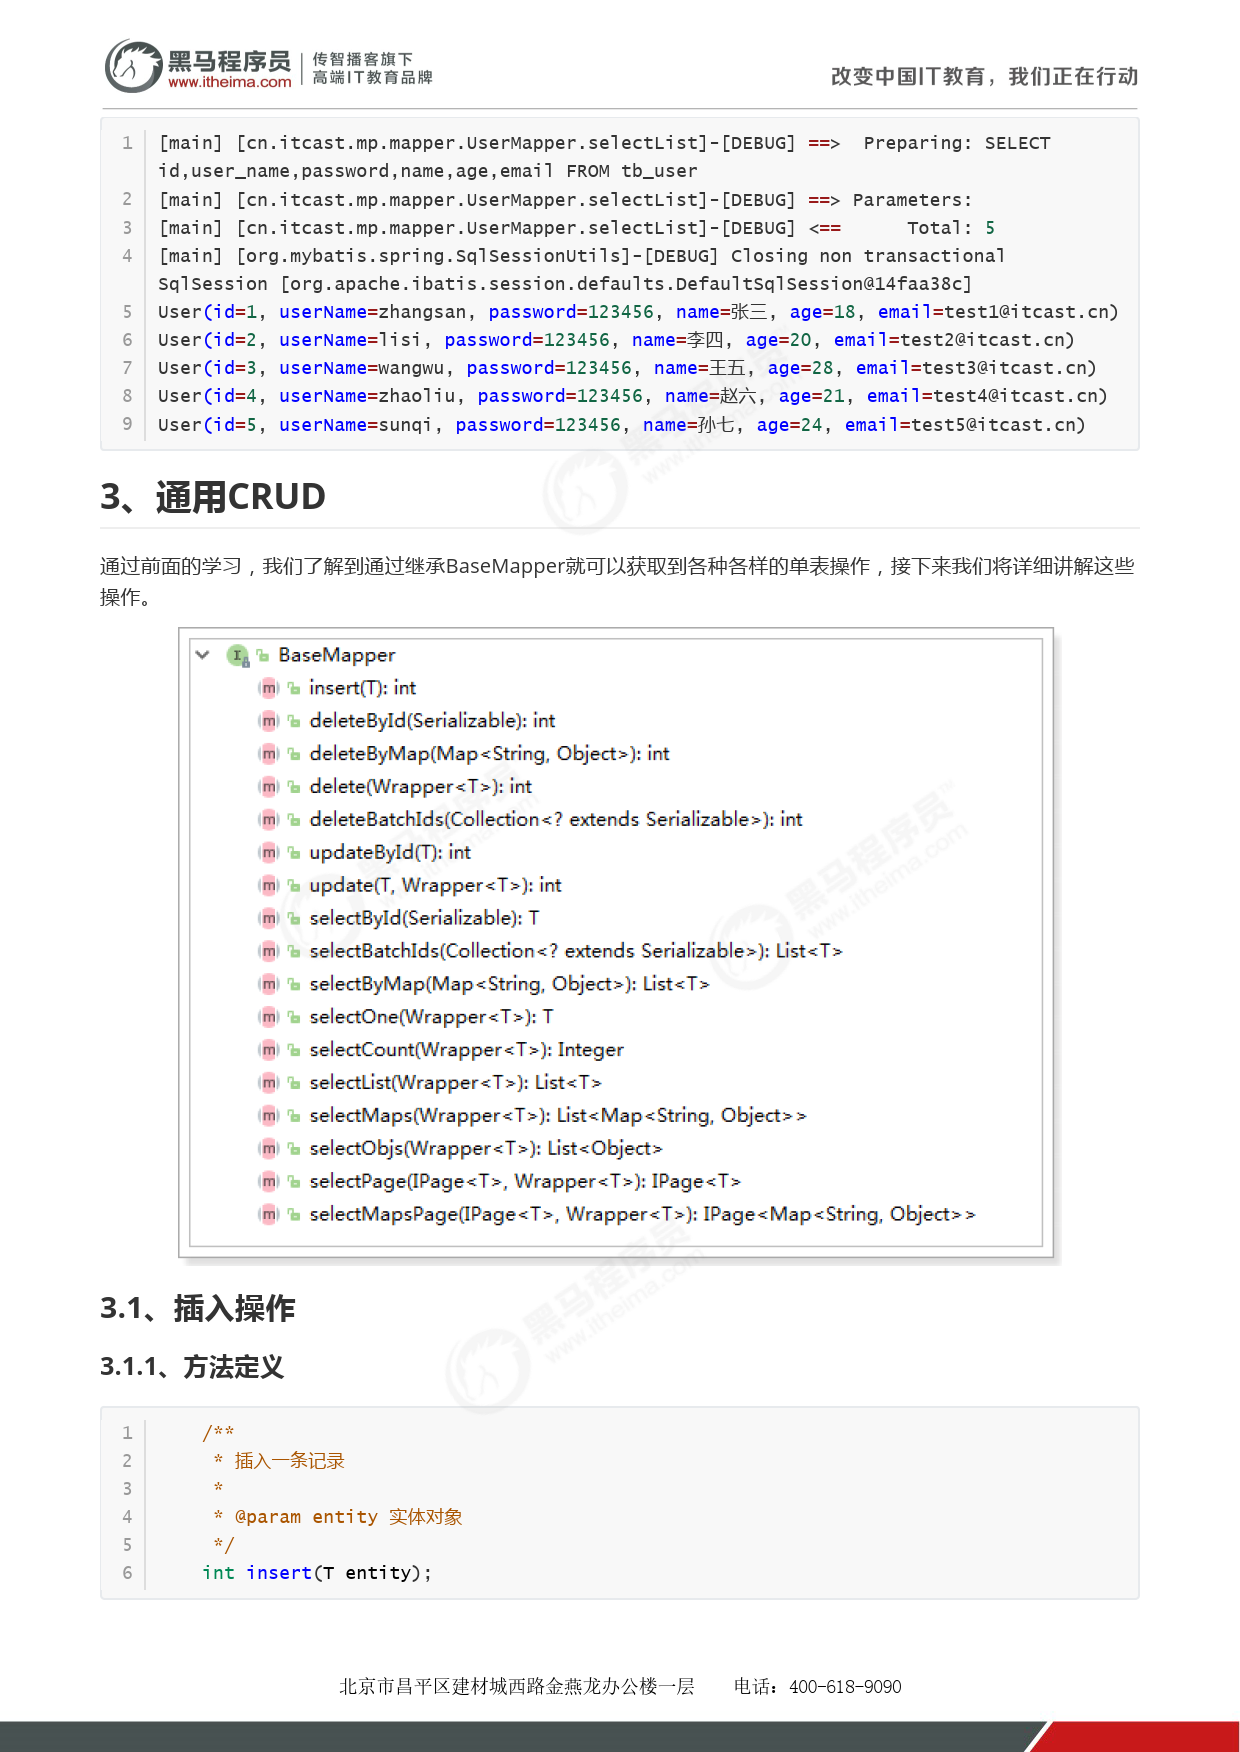 黑马程序员
www.itheima.com
传智播客旗下
高端IT教育品牌
改变中国IT教育，我们正在行动
1 [main] [cn.itcast.mp.mapper.UserMapper.selectList]-[DEBUG] ==>  Preparing: SELECT
id,user_name,password,name,age,email FROM tb_user
2 [main] [cn.itcast.mp.mapper.UserMapper.selectList]-[DEBUG] ==> Parameters:
3 [main] [cn.itcast.mp.mapper.UserMapper.selectList]-[DEBUG] <==      Total: 5
4 [main] [org.mybatis.spring.SqlSessionUtils]-[DEBUG] Closing non transactional
SqlSession [org.apache.ibatis.session.defaults.DefaultSqlSession@14faa38c]
5 User(id=1, userName=zhangsan, password=123456, name=张三, age=18, email=test1@itcast.cn)
6 User(id=2, userName=lisi, password=123456, name=李四, age=20, email=test2@itcast.cn)
7 User(id=3, userName=wangwu, password=123456, name=王五, age=28, email=test3@itcast.cn)
8 User(id=4, userName=zhaoliu, password=123456, name=赵六, age=21, email=test4@itcast.cn)
9 User(id=5, userName=sunqi, password=123456, name=孙七, age=24, email=test5@itcast.cn)
3、通用CRUD
通过前面的学习，我们了解到通过继承BaseMapper就可以获取到各种各样的单表操作，接下来我们将详细讲解这些
操作。
BaseMapper
insert(T): int
deleteById(Serializable): int
deleteByMap(Map<String, Object>): int
delete(Wrapper<T>): int
deleteBatchIds(Collection<? extends Serializable>): int
updateById(T): int
update(T, Wrapper<T>): int
selectById(Serializable): T
selectBatchIds(Collection<? extends Serializable>): List<T>
selectByMap(Map<String, Object>): List<T>
selectOne(Wrapper<T>): T
selectCount(Wrapper<T>): Integer
selectList(Wrapper<T>): List<T>
selectMaps(Wrapper<T>): List<Map<String, Object>>
selectObjs(Wrapper<T>): List<Object>
selectPage(IPage<T>, Wrapper<T>): IPage<T>
selectMapsPage(IPage<T>, Wrapper<T>): IPage<Map<String, Object>>
3.1、插入操作
3.1.1、方法定义
1 /**
2 * 插入一条记录
3 *
4 * @param entity 实体对象
5 */
6 int insert(T entity);
北京市昌平区建材城西路金燕龙办公楼一层 电话：400-618-9090